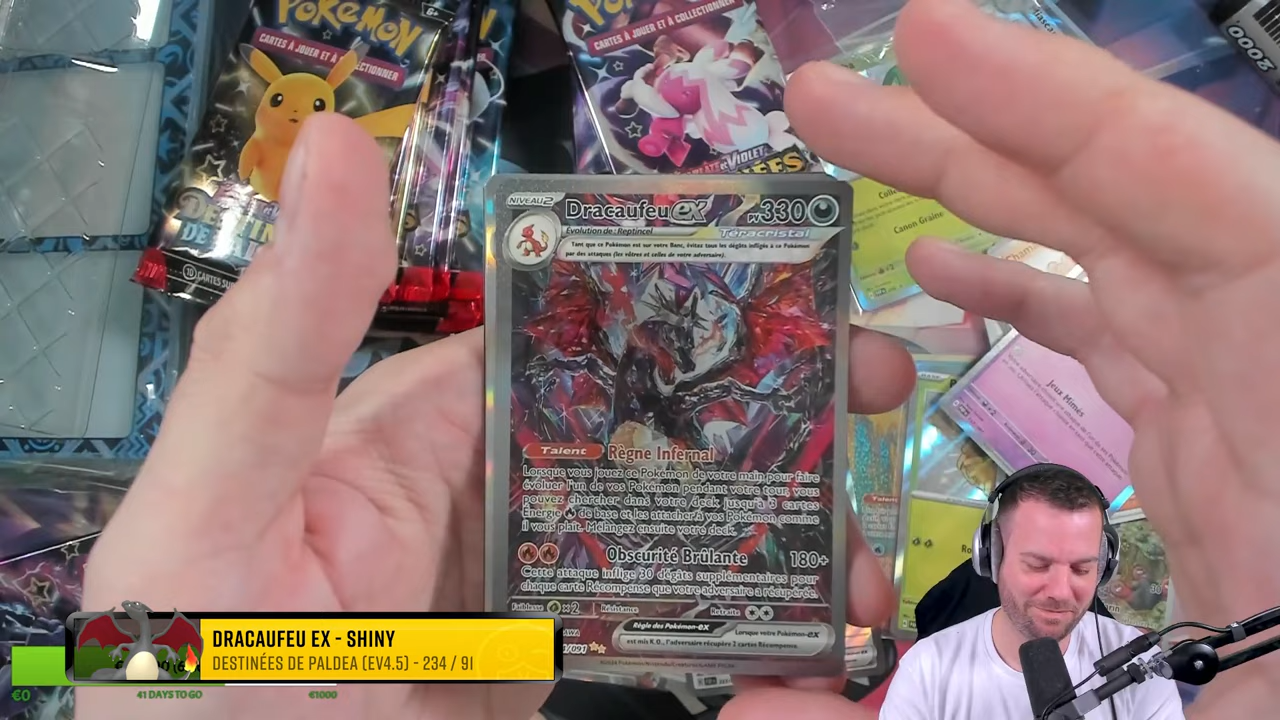 POKÉMON
CARTES À JOUER ET À COLLECTIONNER
POKÉMON
CARTES À JOUER ET À COLLECTIONNER
ÉCARLATE ET VIOLET
2000
Canon Graine
Jeux Mimés
NIVEAU 2
Dracaufeu ex
PV 330
Évolution de : Reptincel
Téracristal
Tant que ce Pokémon est sur votre Banc, évitez tous les dégâts infligés à ce Pokémon
par des attaques (les vôtres et celles de votre adversaire).
Talent
Règne Infernal
Lorsque vous jouez ce Pokémon de votre main pour faire
évoluer l'un de vos Pokémon pendant votre tour, vous
pouvez chercher dans votre deck jusqu'à 3 cartes
Énergie de base et les attacher à vos Pokémon comme
il vous plaît. Mélangez ensuite votre deck.
Obscurité Brûlante
180+
Cette attaque inflige 30 dégâts supplémentaires pour
chaque carte Récompense que votre adversaire a récupérée.
Faiblesse ×2
Résistance
Retraite
Règle des Pokémon-ex
Lorsque votre Pokémon-ex
est mis K.O., l'adversaire récupère 2 cartes Récompense.
/091
DRACAUFEU EX - SHINY
DESTINÉES DE PALDEA (EV4.5) - 234 / 91
€0
41 DAYS TO GO
€1000